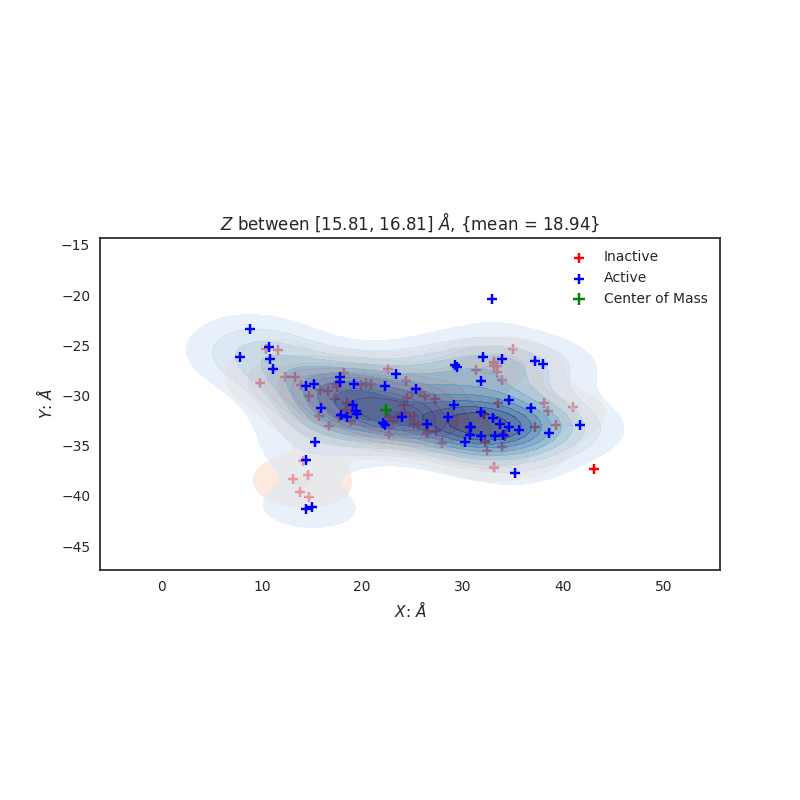 Z between [15.81, 16.81] Å, {mean = 18.94}
Inactive
Active
Center of Mass
−15
−20
−25
−30
−35
−40
−45
Y: Å
0 10 20 30 40 50
X: Å